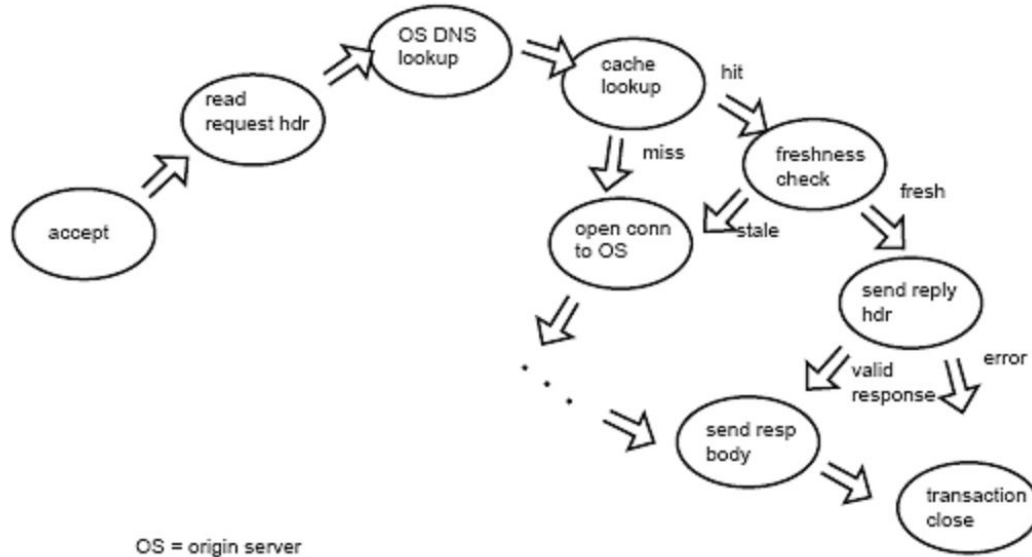 OS DNS
lookup
cache
lookup
hit
read
request hdr
miss
freshness
check
fresh
accept
open conn
to OS
stale
send reply
hdr
valid
response
error
send resp
body
transaction
close
OS = origin server